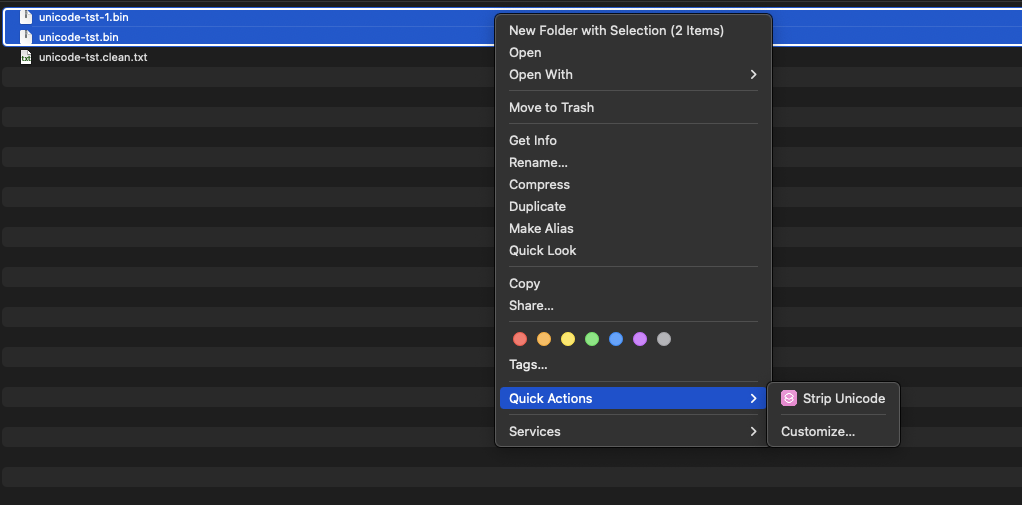 unicode-tst-1.bin
unicode-tst.bin
unicode-tst.clean.txt
New Folder with Selection (2 Items)
Open
Open With
Move to Trash
Get Info
Rename...
Compress
Duplicate
Make Alias
Quick Look
Copy
Share...
Tags...
Quick Actions
Strip Unicode
Customize...
Services